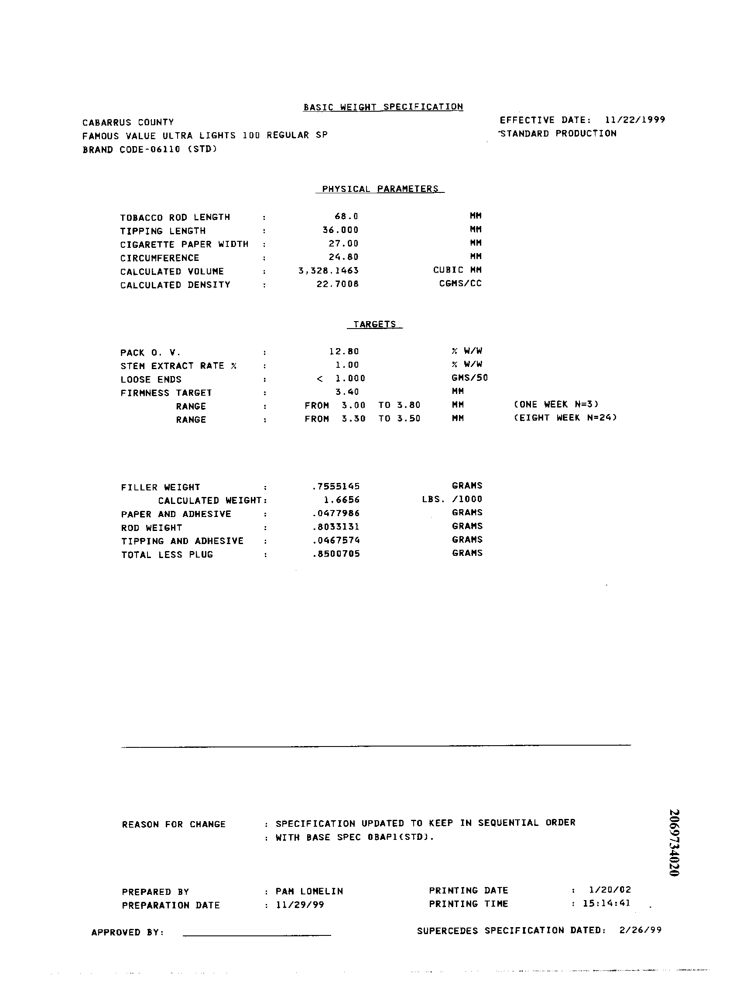 BASIC WEIGHT SPECIFICATION
CABARRUS COUNTY EFFECTIVE DATE: 11/22/1999
FAMOUS VALUE ULTRA LIGHTS 100 REGULAR SP STANDARD PRODUCTION
BRAND CODE-06110 (STD)
PHYSICAL PARAMETERS
TOBACCO ROD LENGTH : 68.0 MM
TIPPING LENGTH : 36.000 MM
CIGARETTE PAPER WIDTH : 27.00 MM
CIRCUMFERENCE : 24.80 MM
CALCULATED VOLUME : 3,328.1463 CUBIC MM
CALCULATED DENSITY : 22.7008 CGMS/CC
TARGETS
PACK O. V. : 12.80 % W/W
STEM EXTRACT RATE % : 1.00 % W/W
LOOSE ENDS : < 1.000 GMS/50
FIRMNESS TARGET : 3.40 MM
RANGE : FROM 3.00 TO 3.80 MM (ONE WEEK N=3)
RANGE : FROM 3.30 TO 3.50 MM (EIGHT WEEK N=24)
FILLER WEIGHT : .7555145 GRAMS
CALCULATED WEIGHT: 1.6656 LBS. /1000
PAPER AND ADHESIVE : .0477986 GRAMS
ROD WEIGHT : .8033131 GRAMS
TIPPING AND ADHESIVE : .0467574 GRAMS
TOTAL LESS PLUG : .8500705 GRAMS
REASON FOR CHANGE : SPECIFICATION UPDATED TO KEEP IN SEQUENTIAL ORDER
: WITH BASE SPEC OBAP1(STD).
2069734020
PREPARED BY : PAM LOMELIN PRINTING DATE : 1/20/02
PREPARATION DATE : 11/29/99 PRINTING TIME : 15:14:41
APPROVED BY: SUPERCEDES SPECIFICATION DATED: 2/26/99